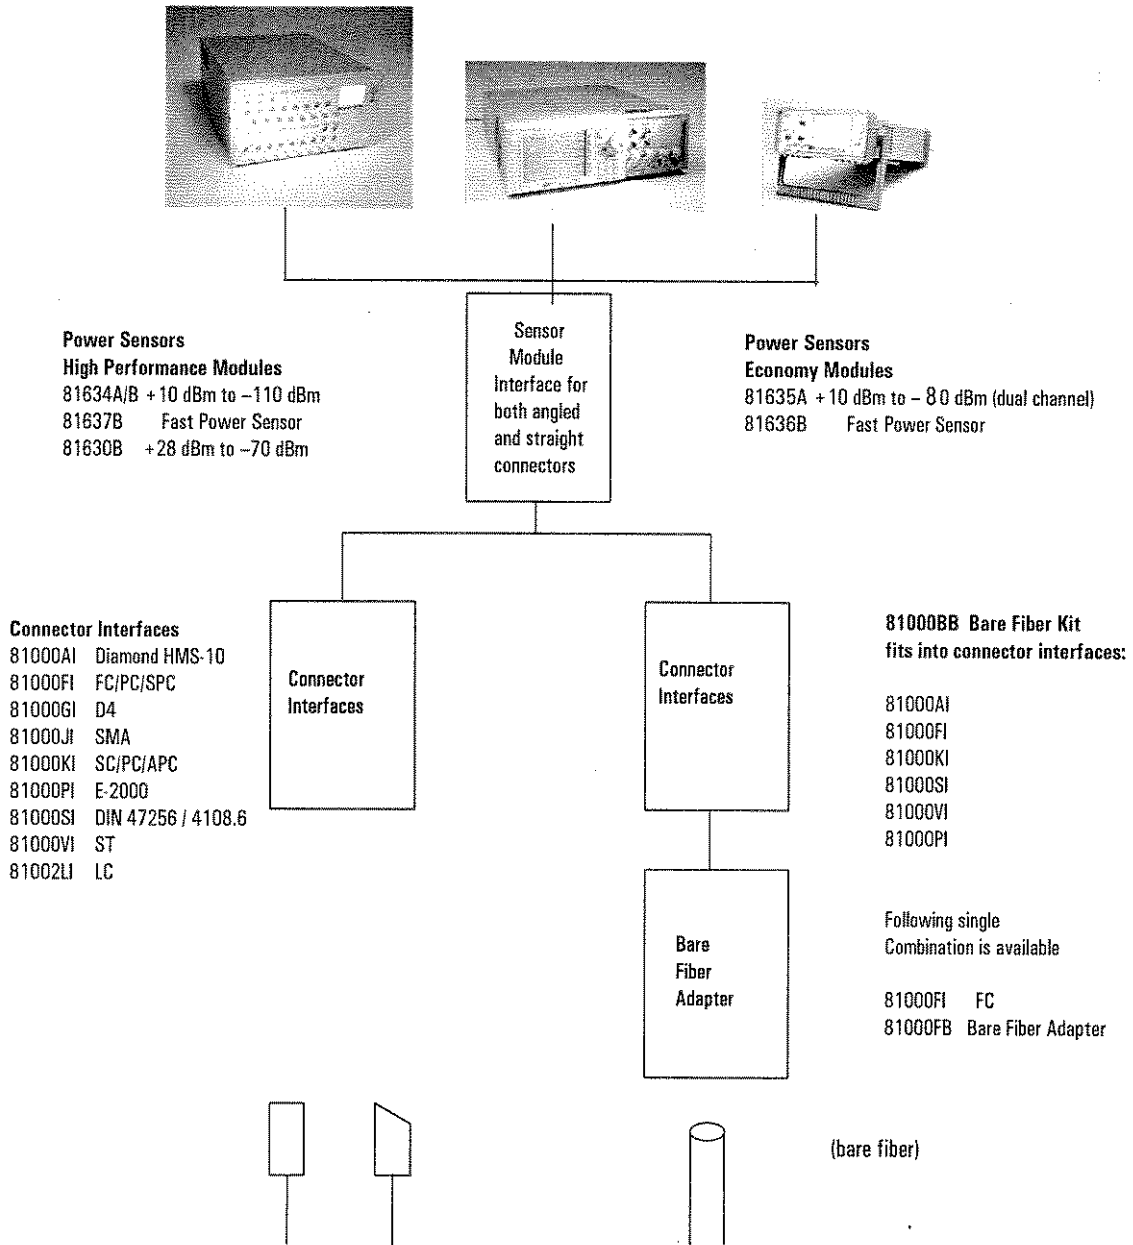 Sensor
Module
Interface for
both angled
and straight
connectors
Power Sensors
High Performance Modules
81634A/B +10 dBm to –110 dBm
81637B Fast Power Sensor
81630B +28 dBm to –70 dBm
Power Sensors
Economy Modules
81635A +10 dBm to – 80 dBm (dual channel)
81636B Fast Power Sensor
Connector Interfaces
81000AI Diamond HMS-10
81000FI FC/PC/SPC
81000GI D4
81000JI SMA
81000KI SC/PC/APC
81000PI E-2000
81000SI DIN 47256 / 4108.6
81000VI ST
81002LI LC
Connector
Interfaces
Connector
Interfaces
81000BB Bare Fiber Kit
fits into connector interfaces:
81000AI
81000FI
81000KI
81000SI
81000VI
81000PI
Bare
Fiber
Adapter
Following single
Combination is available
81000FI FC
81000FB Bare Fiber Adapter
(bare fiber)